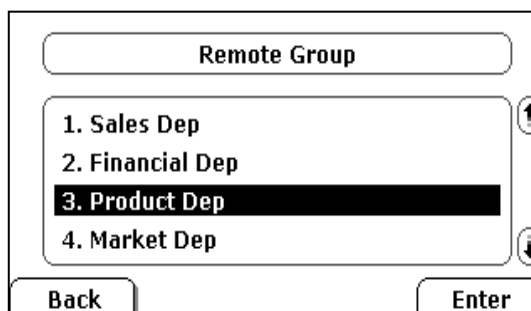 Remote Group
1. Sales Dep
2. Financial Dep
3. Product Dep
4. Market Dep
Back Enter